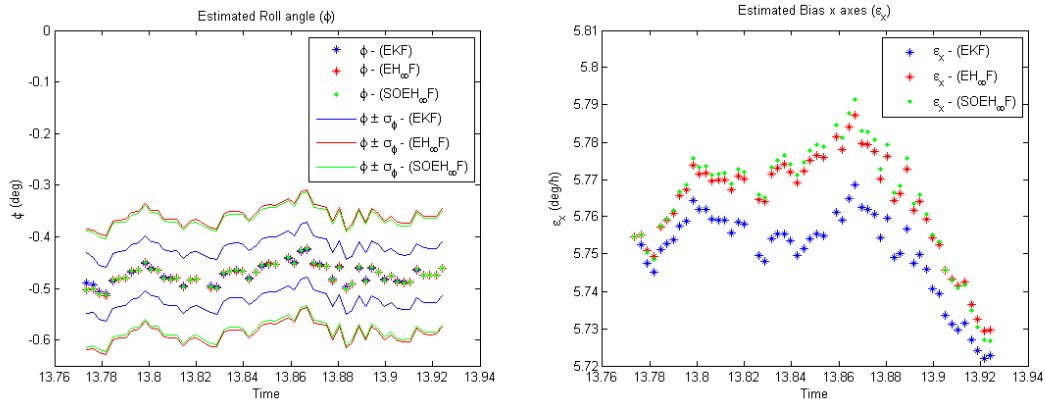 Estimated Roll angle (ϕ)
0
-0.1
-0.2
-0.3
-0.4
-0.5
-0.6
ϕ (deg)
13.76 13.78 13.8 13.82 13.84 13.86 13.88 13.9 13.92 13.94
Time
ϕ - (EKF)
ϕ - (EH∞F)
ϕ - (SOEH∞F)
ϕ ± σϕ - (EKF)
ϕ ± σϕ - (EH∞F)
ϕ ± σϕ - (SOEH∞F)
Estimated Bias x axes (εx)
5.81
5.8
5.79
5.78
5.77
5.76
5.75
5.74
5.73
5.72
εx (deg/h)
13.76 13.78 13.8 13.82 13.84 13.86 13.88 13.9 13.92 13.94
Time
εx - (EKF)
εx - (EH∞F)
εx - (SOEH∞F)